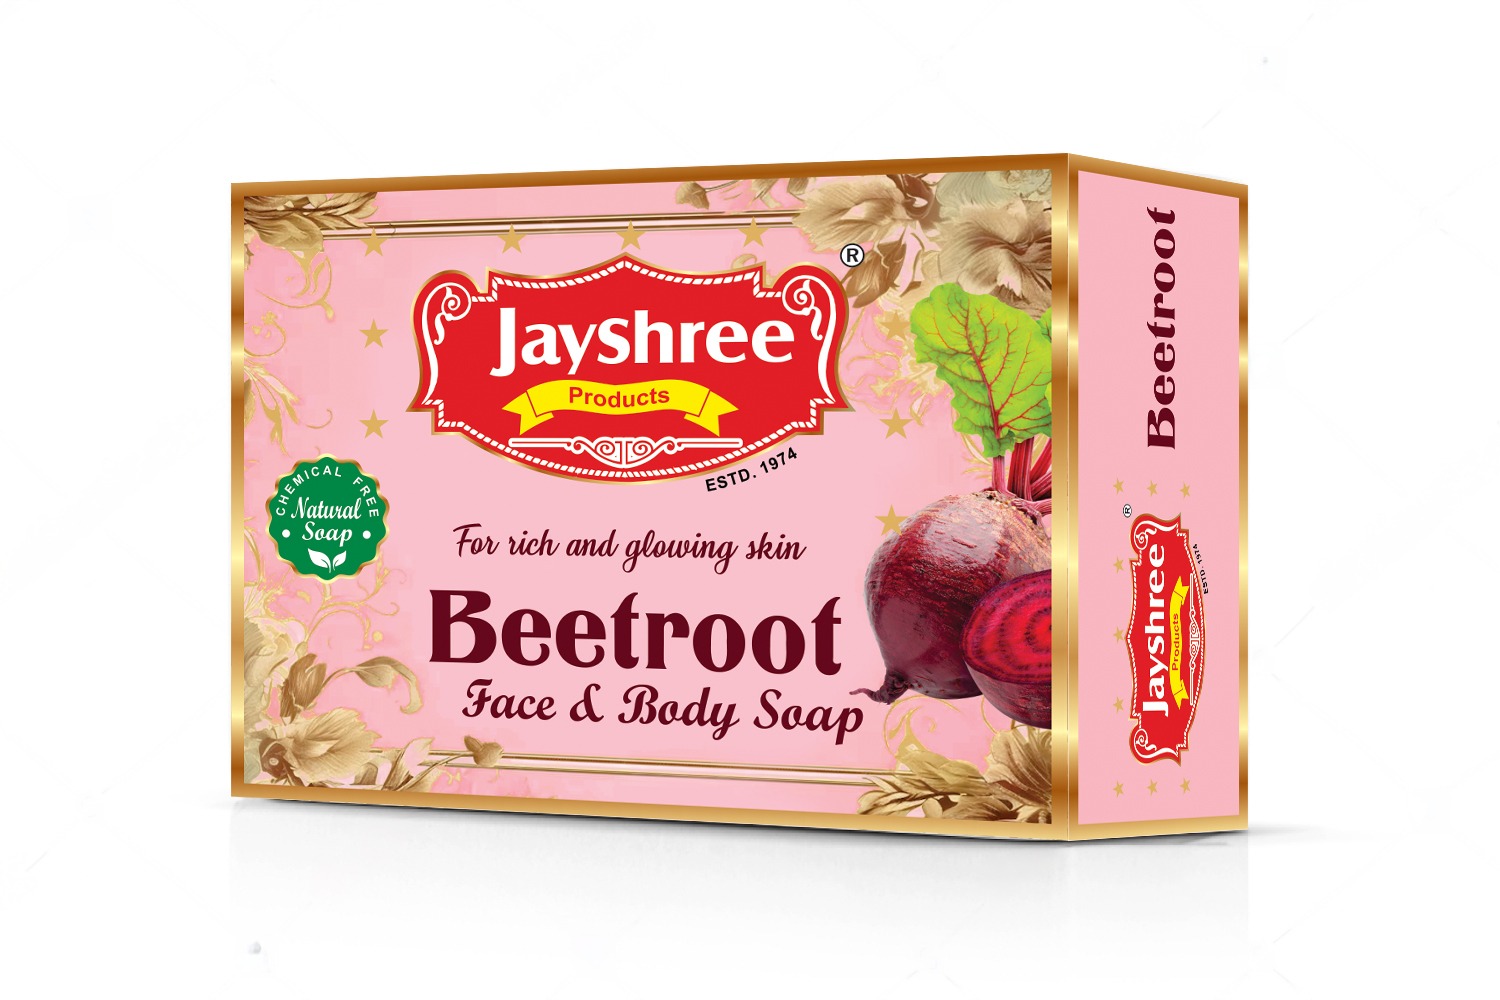 JayShree
®
Products
ESTD. 1974
CHEMICAL FREE
Natural
Soap
For rich and glowing skin
Beetroot
Face & Body Soap
Beetroot
®
JayShree
Products
ESTD. 1974